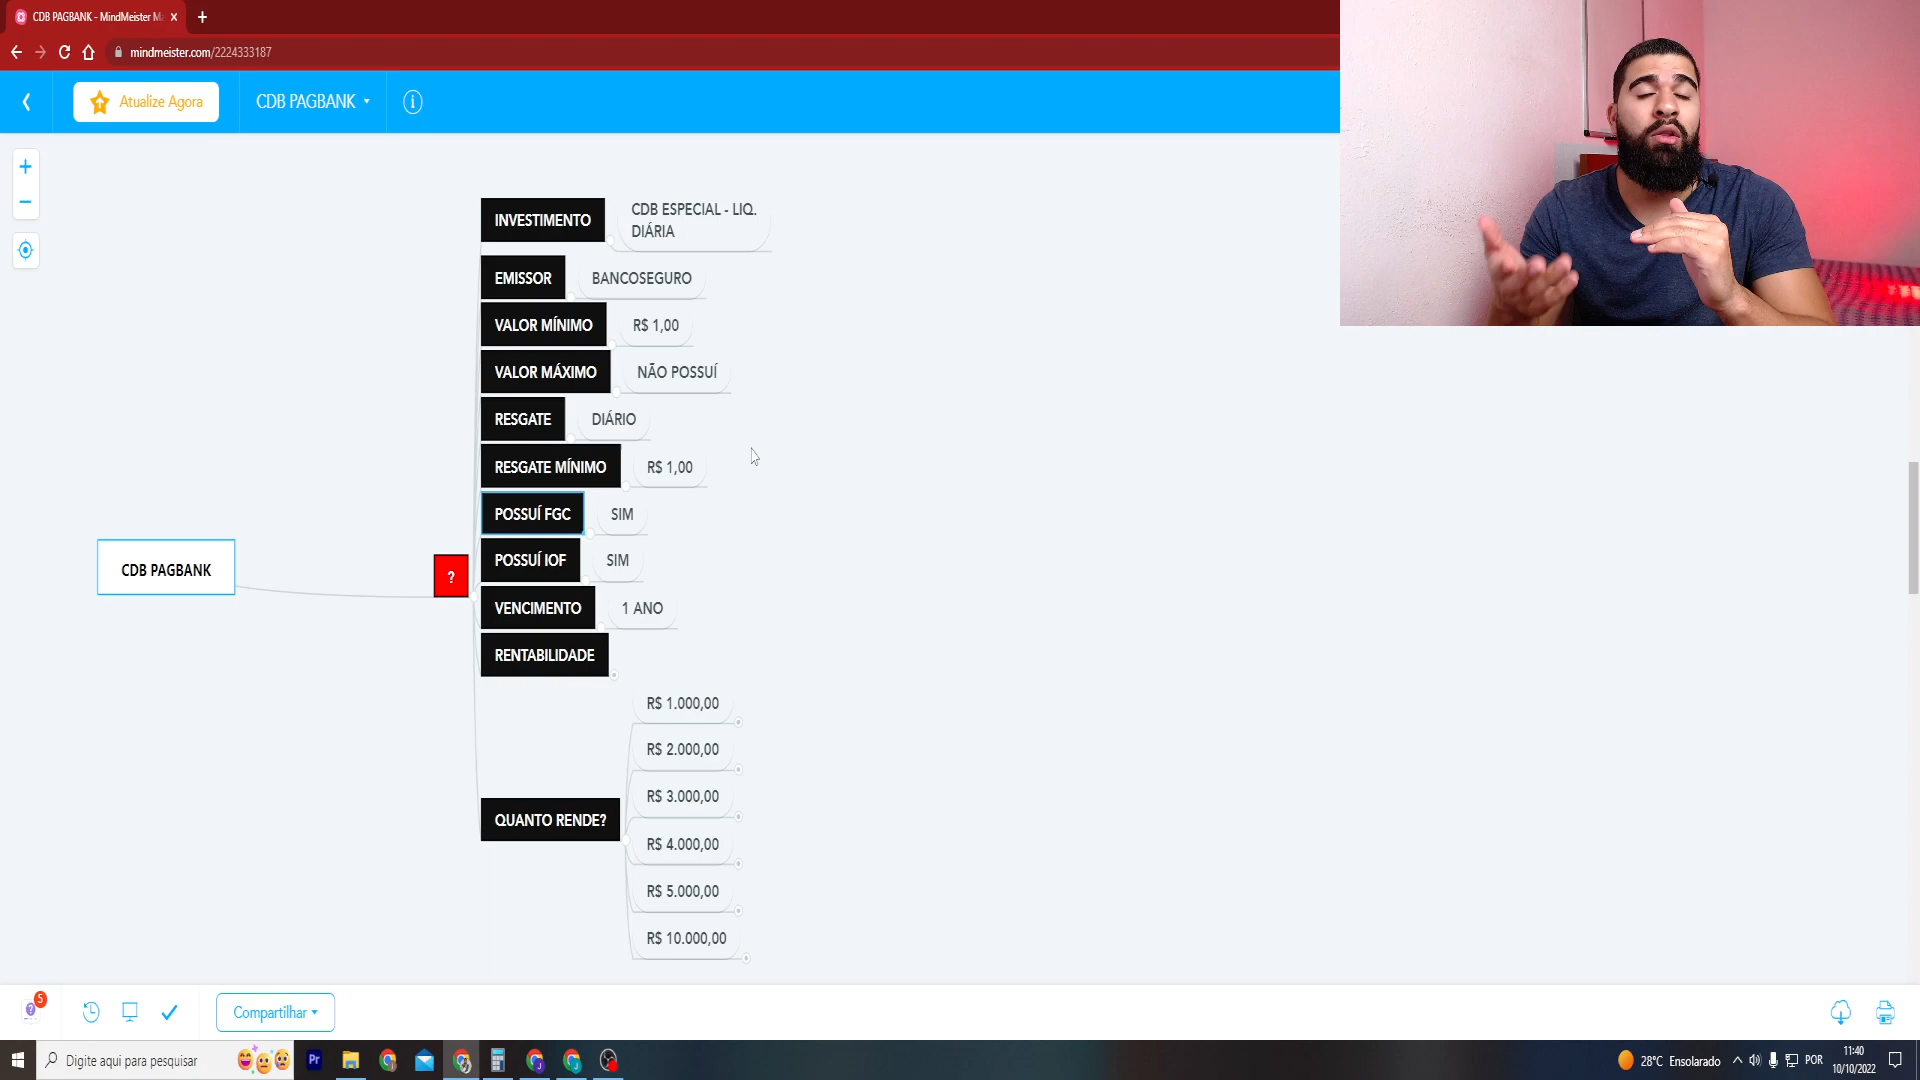 CDB PAGBANK - MindMeister M
mindmeister.com/2224333187
Atualize Agora
CDB PAGBANK
INVESTIMENTO
CDB ESPECIAL - LIQ.
DIÁRIA
EMISSOR
BANCOSEGURO
VALOR MÍNIMO
R$ 1,00
VALOR MÁXIMO
NÃO POSSUÍ
RESGATE
DIÁRIO
RESGATE MÍNIMO
R$ 1,00
POSSUÍ FGC
SIM
POSSUÍ IOF
SIM
VENCIMENTO
1 ANO
RENTABILIDADE
CDB PAGBANK
?
QUANTO RENDE?
R$ 1.000,00
R$ 2.000,00
R$ 3.000,00
R$ 4.000,00
R$ 5.000,00
R$ 10.000,00
5
Compartilhar
Digite aqui para pesquisar
Pr
28°C Ensolarado
POR
11:40
10/10/2022